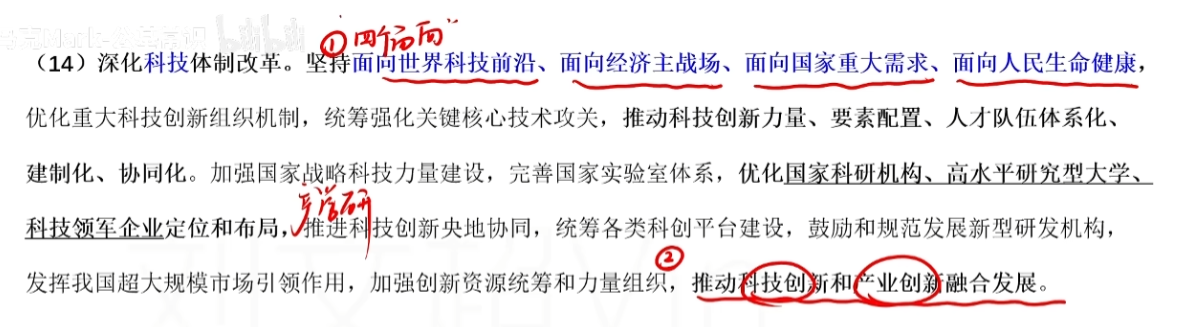 ①四个面向"
（14）深化科技体制改革。坚持面向世界科技前沿、面向经济主战场、面向国家重大需求、面向人民生命健康，
优化重大科技创新组织机制，统筹强化关键核心技术攻关，推动科技创新力量、要素配置、人才队伍体系化、
建制化、协同化。加强国家战略科技力量建设，完善国家实验室体系，优化国家科研机构、高水平研究型大学、
产学研
科技领军企业定位和布局，推进科技创新央地协同，统筹各类科创平台建设，鼓励和规范发展新型研发机构，
②
发挥我国超大规模市场引领作用，加强创新资源统筹和力量组织，推动科技创新和产业创新融合发展。